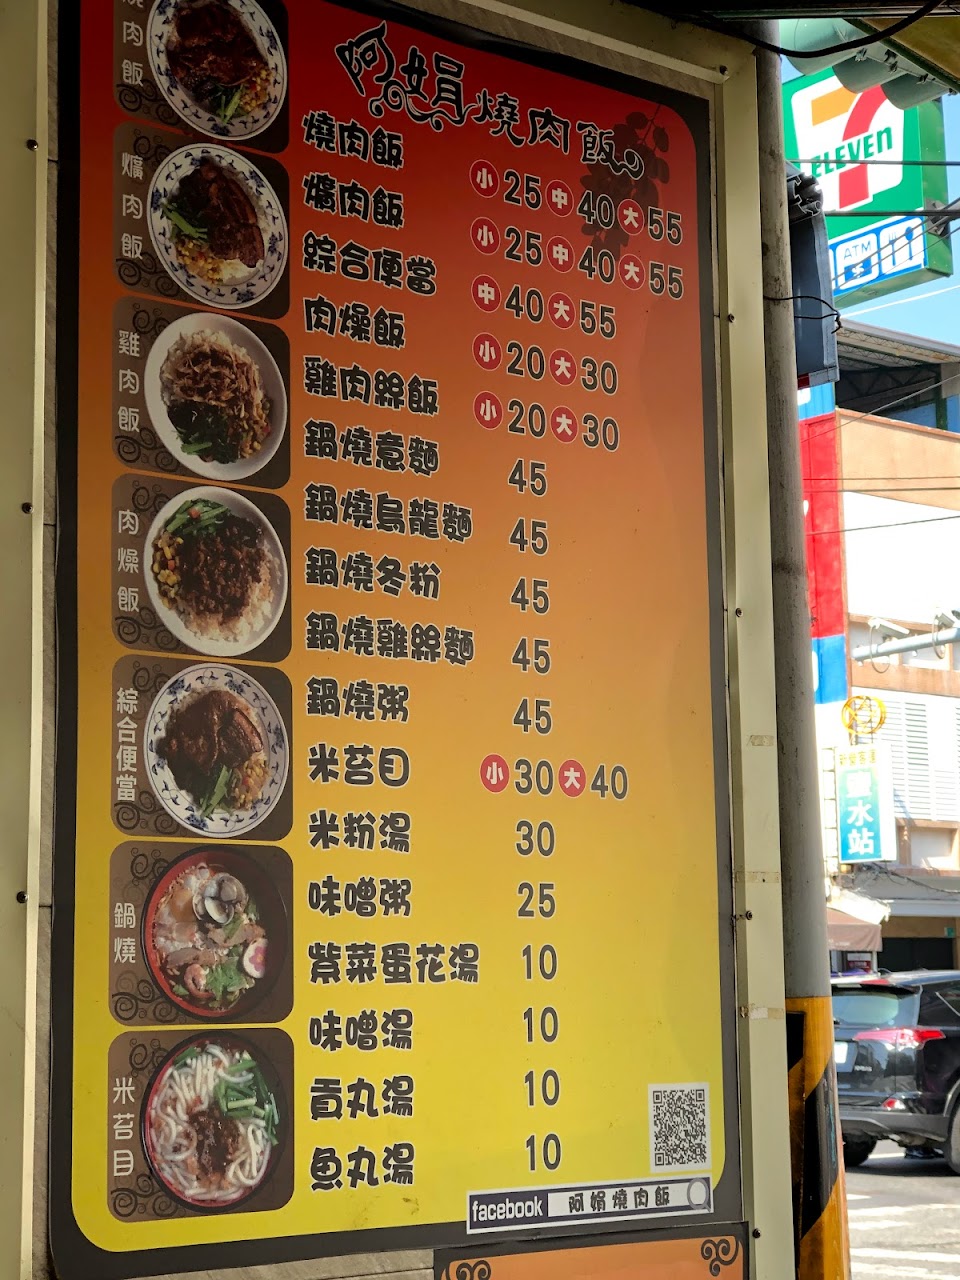 阿娟燒肉飯
燒肉飯 小25 中40 大55
爌肉飯 小25 中40 大55
綜合便當 中40 大55
肉燥飯 小20 大30
雞肉絲飯 小20 大30
鍋燒意麵 45
鍋燒烏龍麵 45
鍋燒冬粉 45
鍋燒雞絲麵 45
鍋燒粥 45
米苔目 小30 大40
米粉湯 30
味噌粥 25
紫菜蛋花湯 10
味噌湯 10
貢丸湯 10
魚丸湯 10
facebook 阿娟燒肉飯
燒肉飯
爌肉飯
雞肉飯
肉燥飯
綜合便當
鍋燒
米苔目
7
ELEVEn
ATM
水站